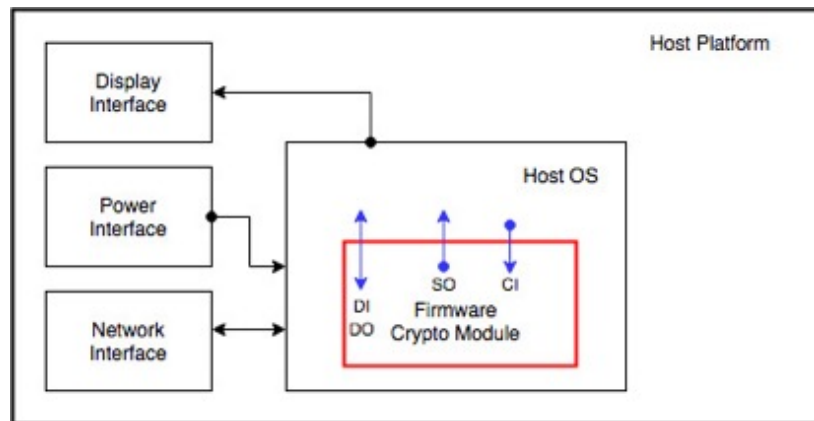 Host Platform
Display
Interface
Host OS
Power
Interface
SO
CI
DI
DO
Firmware
Crypto Module
Network
Interface